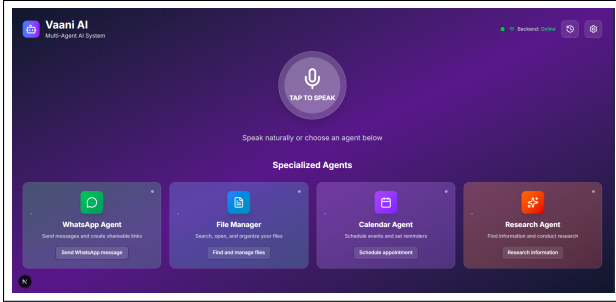 Vaani AI
Multi-Agent AI System
Backend: Online
TAP TO SPEAK
Speak naturally or choose an agent below
Specialized Agents
WhatsApp Agent
Send messages and create shareable links
Send WhatsApp message
File Manager
Search, open, and organize your files
Find and manage files
Calendar Agent
Schedule events and set reminders
Schedule appointment
Research Agent
Find information and conduct research
Research information
N